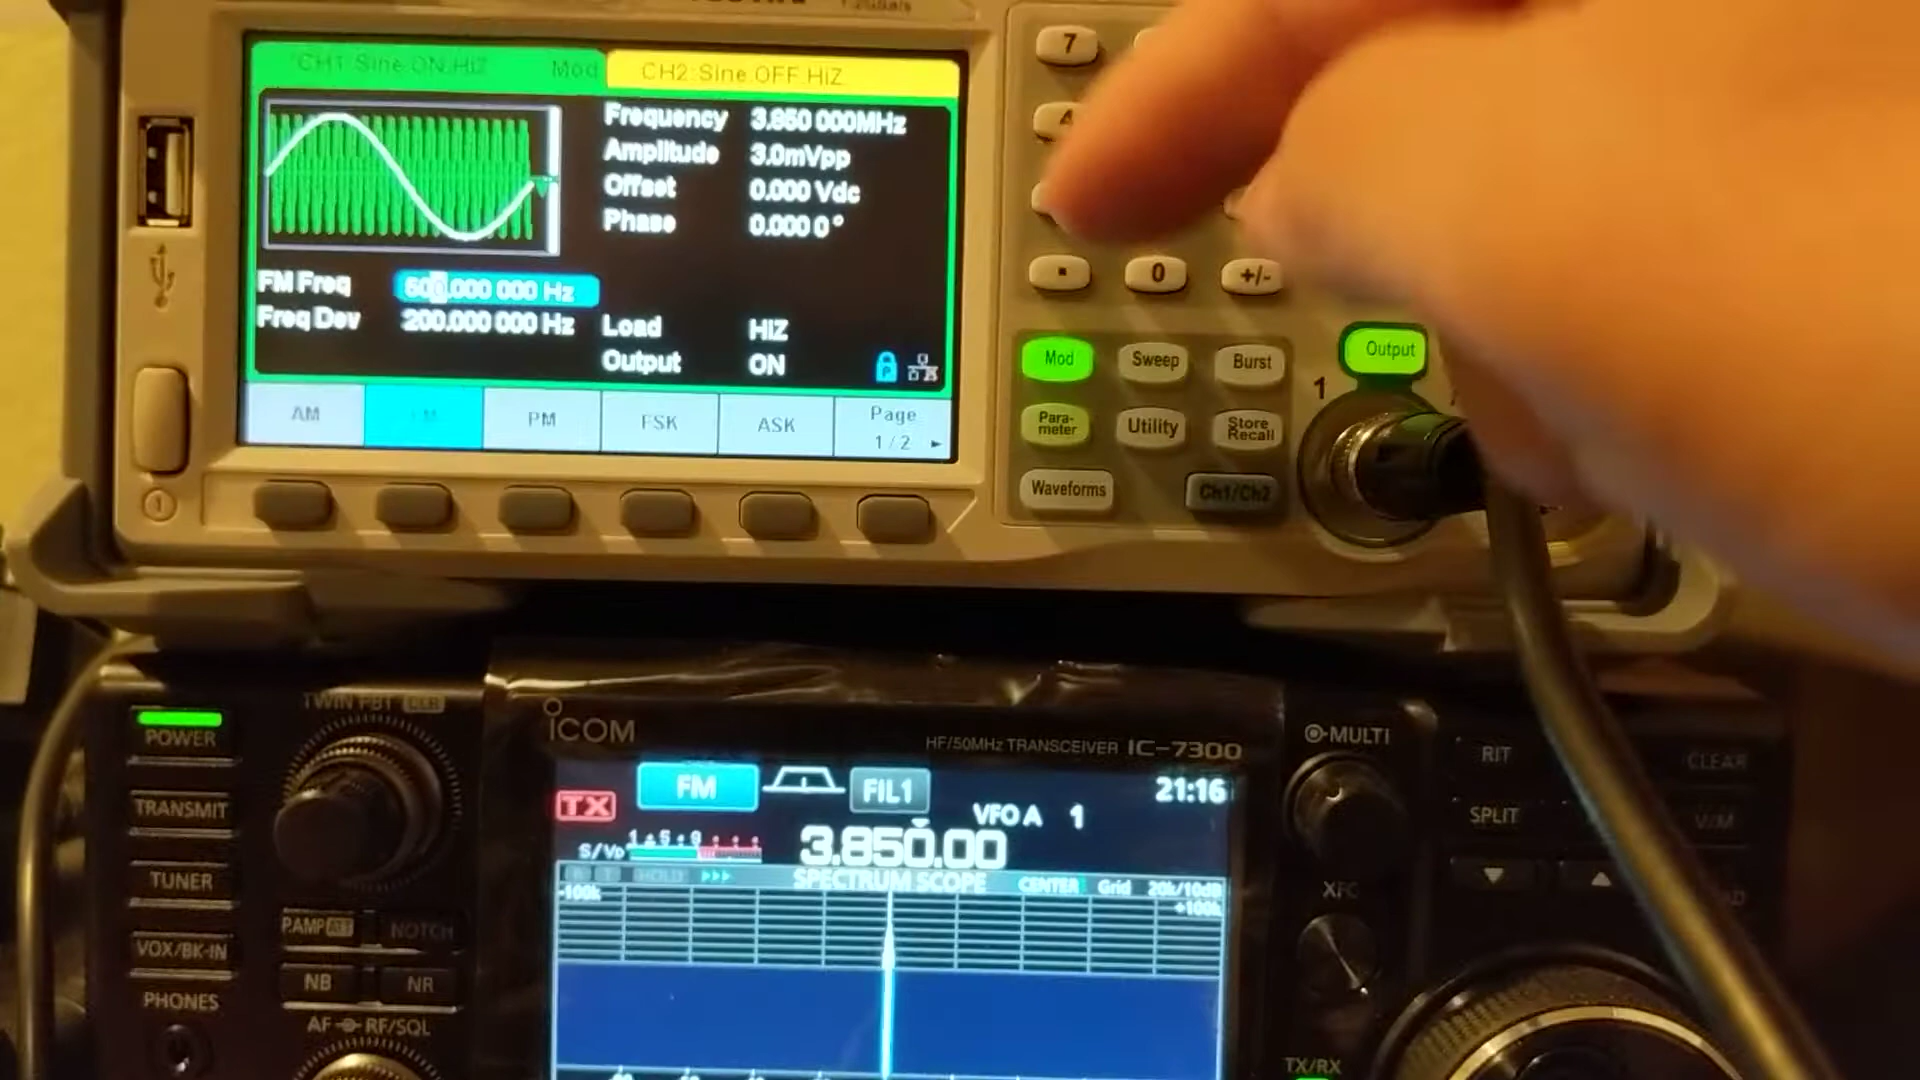 CH1:Sine.ON.HiZ Mod CH2:Sine.OFF.HiZ
Frequency 3.850 000MHz
Amplitude 3.0mVpp
Offset 0.000 Vdc
Phase 0.000 0°
FM Freq 600.000 000 Hz
Freq Dev 200.000 000 Hz
Load HiZ
Output ON
AM FM PM FSK ASK Page
1/2
7
4
. 0 +/-
Mod Sweep Burst
Para-
meter Utility Store
Recall
Waveforms Ch1/Ch2
Output
1
TWIN PBT CLR
POWER
TRANSMIT
TUNER
P.AMP ATT NOTCH
VOX/BK-IN
NB NR
PHONES
AF RF/SQL
ICOM
HF/50MHz TRANSCEIVER IC-7300
TX FM FIL1 21:16
VFO A 1
S/VD
3.850.00
HOLD SPECTRUM SCOPE CENTER Grid 20k/10dB
-100k +100k
MULTI
RIT CLEAR
SPLIT V/M
XFC
TX/RX